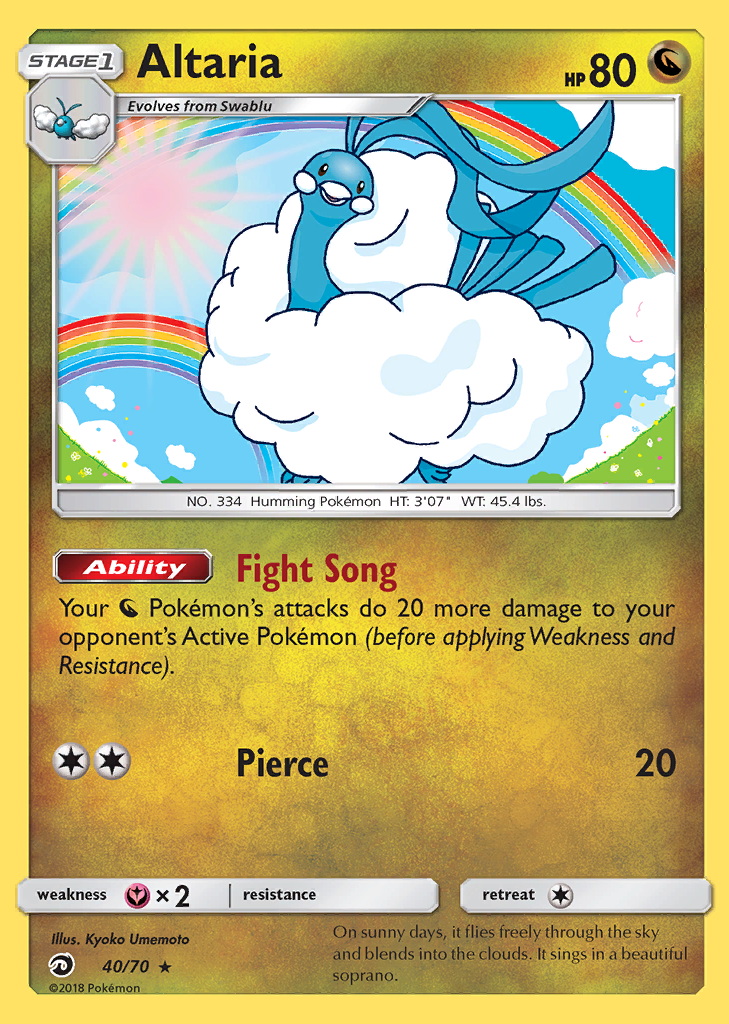 STAGE1 Altaria HP 80
Evolves from Swablu
NO. 334 Humming Pokémon HT: 3'07" WT: 45.4 lbs.
Ability Fight Song
Your Pokémon's attacks do 20 more damage to your
opponent's Active Pokémon (before applying Weakness and
Resistance).
Pierce 20
weakness × 2 resistance retreat
Illus. Kyoko Umemoto
40/70 ★
©2018 Pokémon
On sunny days, it flies freely through the sky
and blends into the clouds. It sings in a beautiful
soprano.